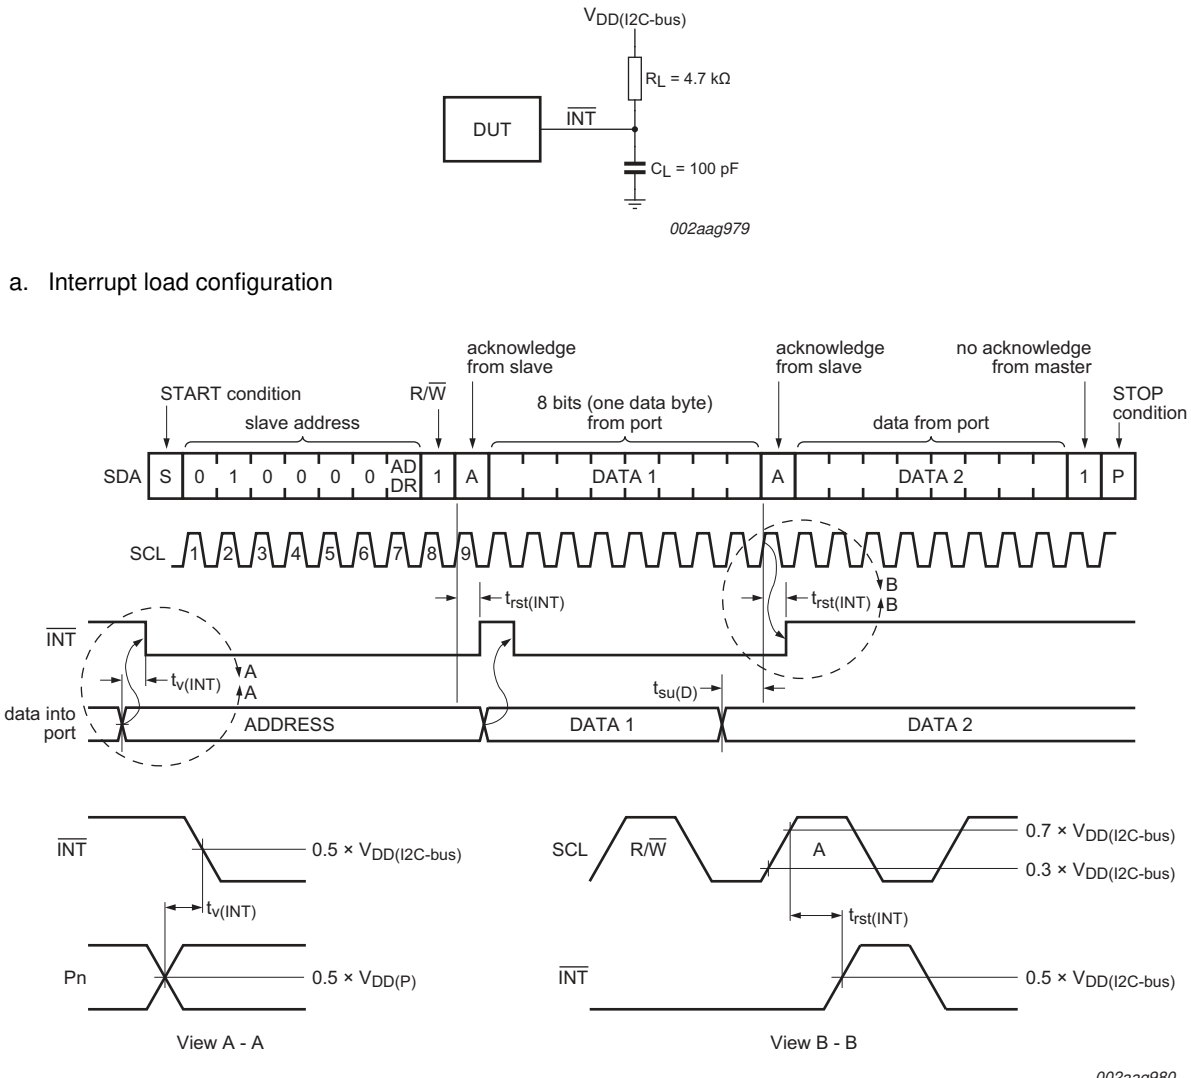 VDD(I2C-bus)
RL = 4.7 kΩ
DUT
INT
CL = 100 pF
002aag979
a. Interrupt load configuration
acknowledge
from slave
acknowledge
from slave
no acknowledge
from master
START condition
R/W
8 bits (one data byte)
from port
STOP
condition
slave address
data from port
SDA S 0 1 0 0 0 0 AD DR 1 A DATA 1 A DATA 2 1 P
SCL 1 2 3 4 5 6 7 8 9
trst(INT)
trst(INT)
B
B
INT
tv(INT)
A
A
tsu(D)
data into
port
ADDRESS DATA 1 DATA 2
INT
0.5 × VDD(I2C-bus)
tv(INT)
Pn
0.5 × VDD(P)
View A - A
SCL R/W A
0.7 × VDD(I2C-bus)
0.3 × VDD(I2C-bus)
trst(INT)
INT
0.5 × VDD(I2C-bus)
View B - B
002aag980